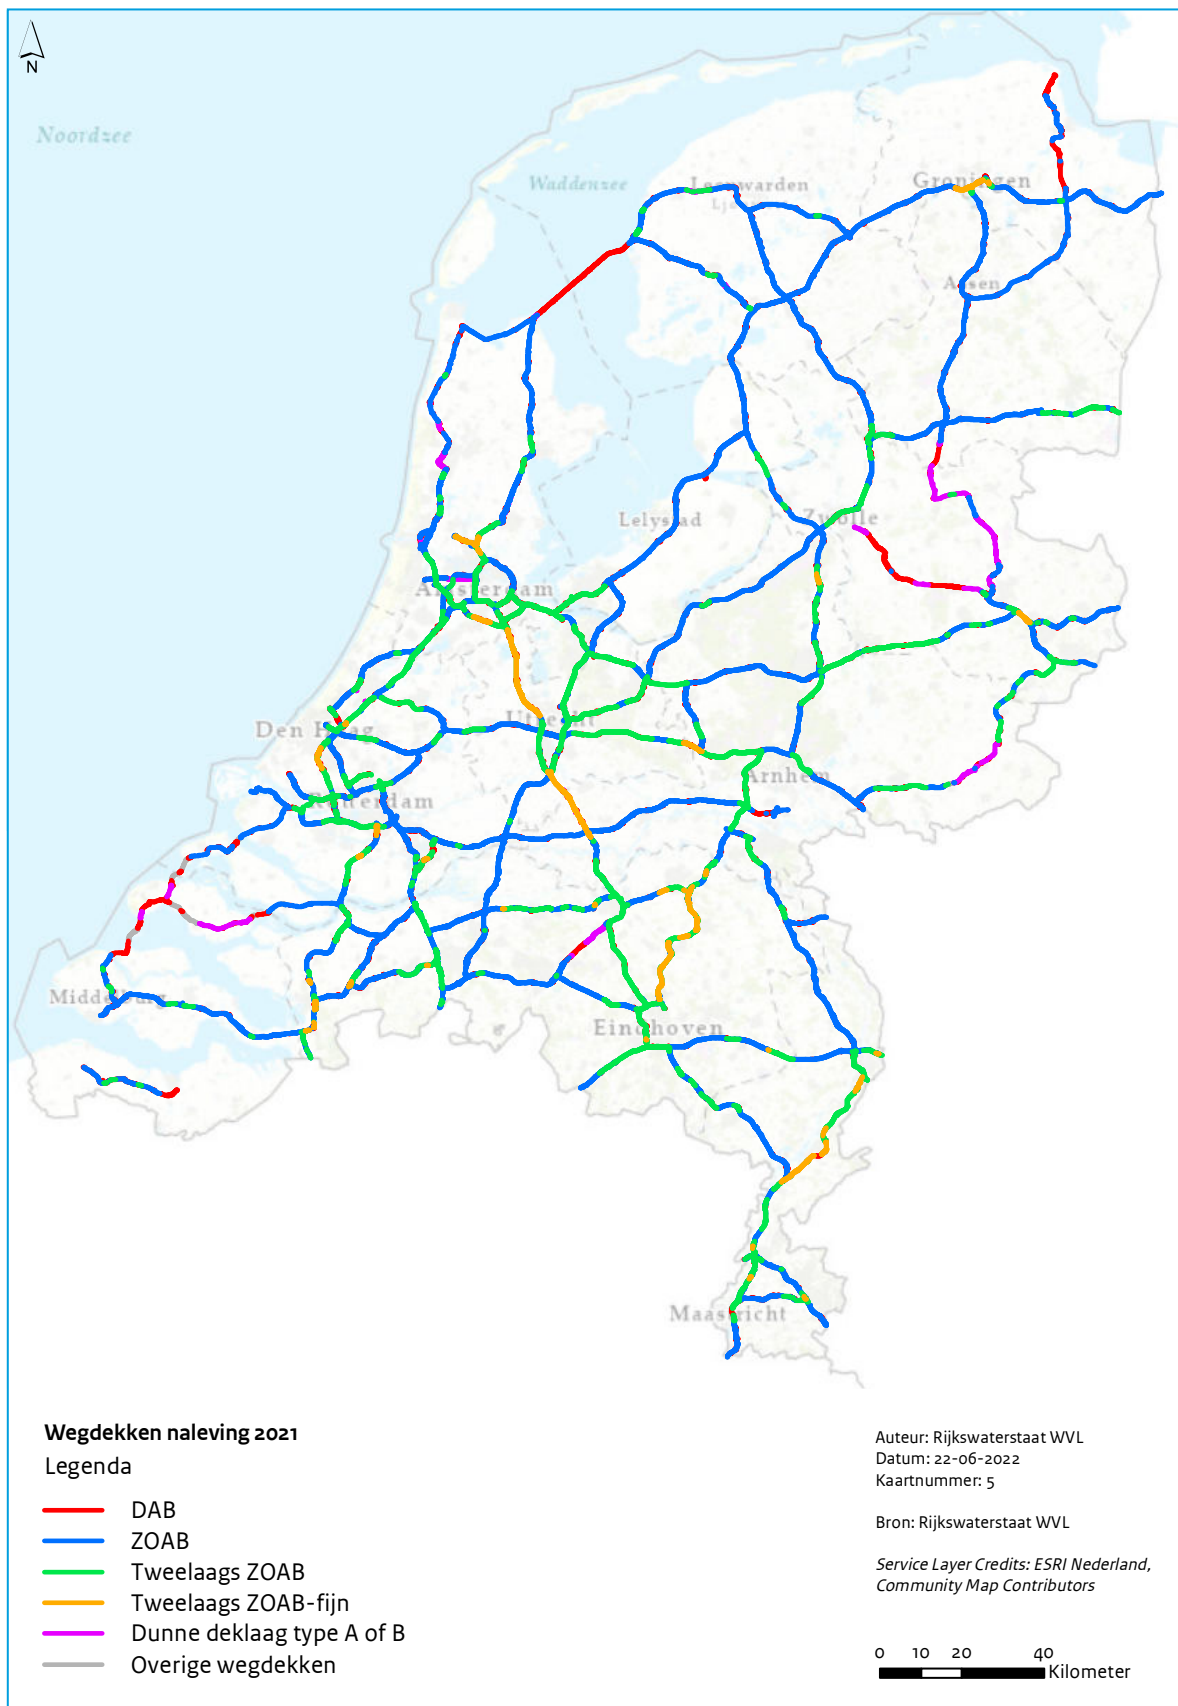 N
Noordzee
Waddenzee
Leeuwarden
Groningen
Assen
Lelystad
Zwolle
Amsterdam
Den Haag
Utrecht
Arnhem
Rotterdam
Middelburg
Eindhoven
Maastricht
Wegdekken naleving 2021
Legenda
DAB
ZOAB
Tweelaags ZOAB
Tweelaags ZOAB-fijn
Dunne deklaag type A of B
Overige wegdekken
Auteur: Rijkswaterstaat WVL
Datum: 22-06-2022
Kaartnummer: 5
Bron: Rijkswaterstaat WVL
Service Layer Credits: ESRI Nederland,
Community Map Contributors
0 10 20 40
Kilometer